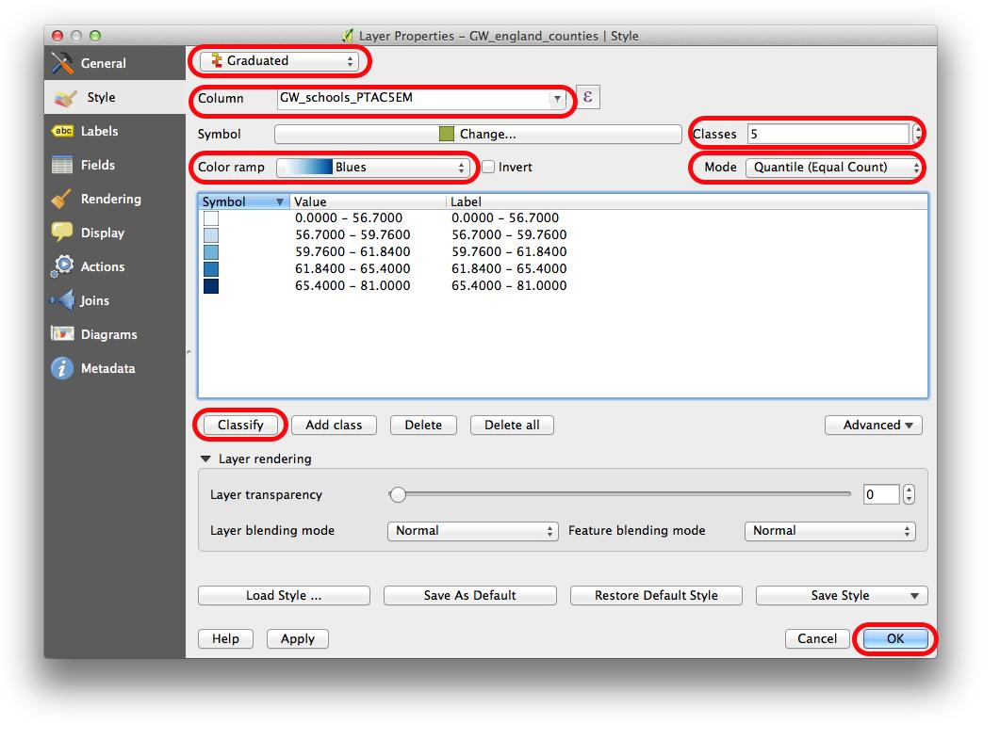 Layer Properties - GW_england_counties | Style
General
Style
abc Labels
Fields
Rendering
Display
Actions
Joins
Diagrams
Metadata
Graduated
Column GW_schools_PTAC5EM ε
Symbol Change... Classes 5
Color ramp Blues Invert Mode Quantile (Equal Count)
Symbol Value Label
0.0000 - 56.7000 0.0000 - 56.7000
56.7000 - 59.7600 56.7000 - 59.7600
59.7600 - 61.8400 59.7600 - 61.8400
61.8400 - 65.4000 61.8400 - 65.4000
65.4000 - 81.0000 65.4000 - 81.0000
Classify Add class Delete Delete all Advanced
Layer rendering
Layer transparency 0
Layer blending mode Normal Feature blending mode Normal
Load Style ... Save As Default Restore Default Style Save Style
Help Apply Cancel OK